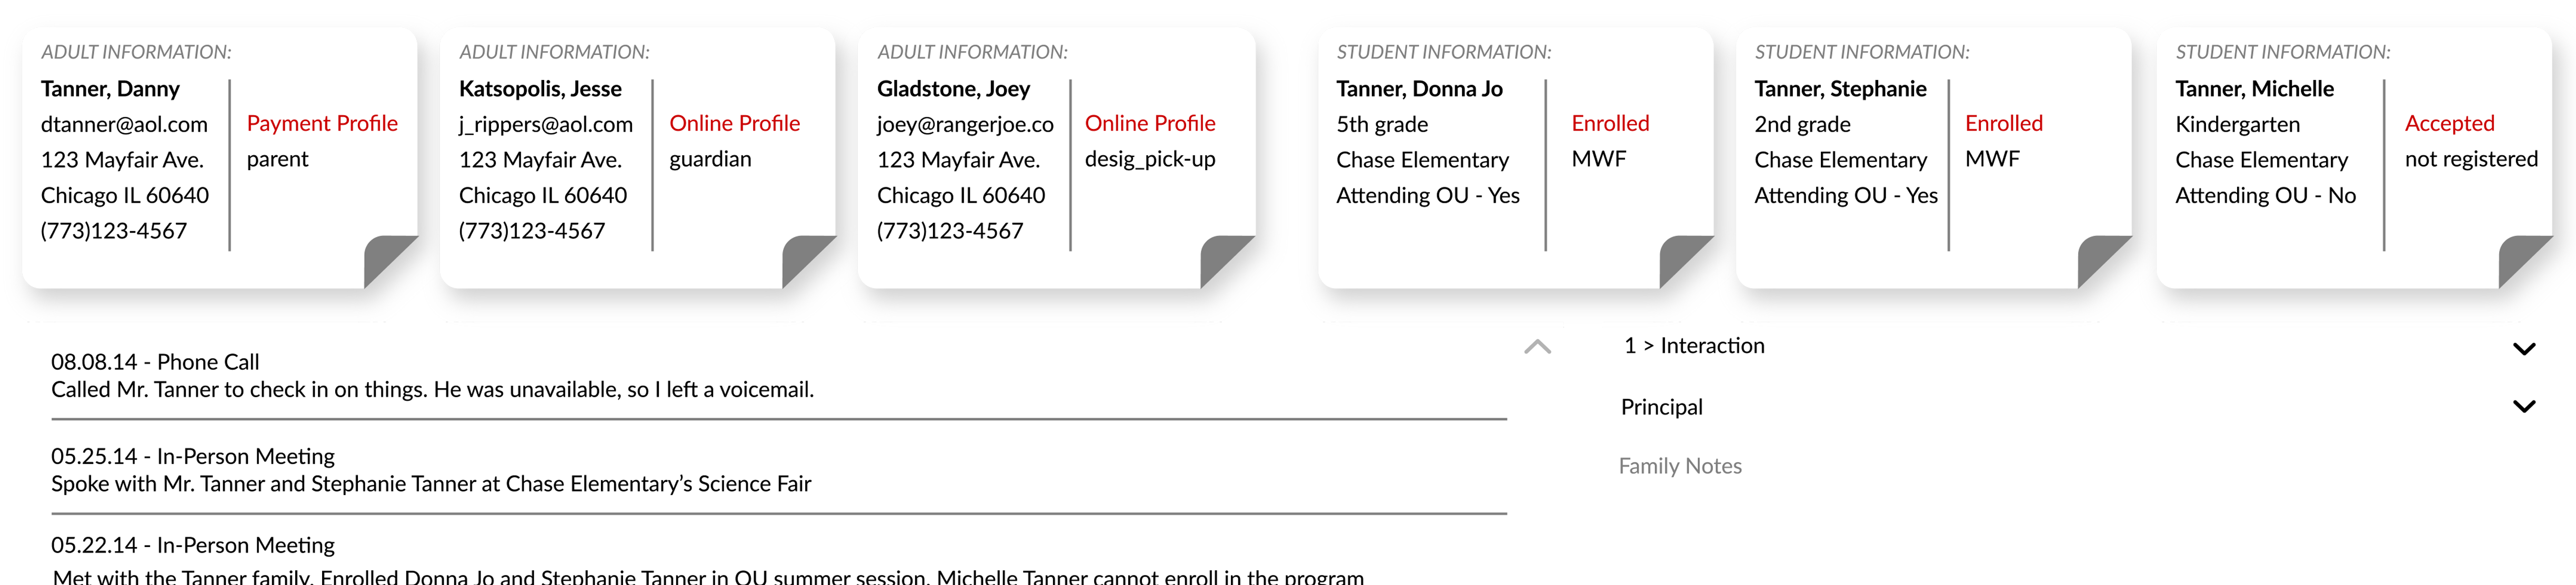 ADULT INFORMATION:
Tanner, Danny
dtanner@aol.com
123 Mayfair Ave.
Chicago IL 60640
(773)123-4567
Payment Profile
parent
ADULT INFORMATION:
Katsopolis, Jesse
j_rippers@aol.com
123 Mayfair Ave.
Chicago IL 60640
(773)123-4567
Online Profile
guardian
ADULT INFORMATION:
Gladstone, Joey
joey@rangerjoe.co
123 Mayfair Ave.
Chicago IL 60640
(773)123-4567
Online Profile
desig_pick-up
STUDENT INFORMATION:
Tanner, Donna Jo
5th grade
Chase Elementary
Attending OU - Yes
Enrolled
MWF
STUDENT INFORMATION:
Tanner, Stephanie
2nd grade
Chase Elementary
Attending OU - Yes
Enrolled
MWF
STUDENT INFORMATION:
Tanner, Michelle
Kindergarten
Chase Elementary
Attending OU - No
Accepted
not registered
08.08.14 - Phone Call
Called Mr. Tanner to check in on things. He was unavailable, so I left a voicemail.
05.25.14 - In-Person Meeting
Spoke with Mr. Tanner and Stephanie Tanner at Chase Elementary's Science Fair
05.22.14 - In-Person Meeting
Met with the Tanner family. Enrolled Donna Jo and Stephanie Tanner in OU summer session. Michelle Tanner cannot enroll in the program
1 > Interaction
Principal
Family Notes